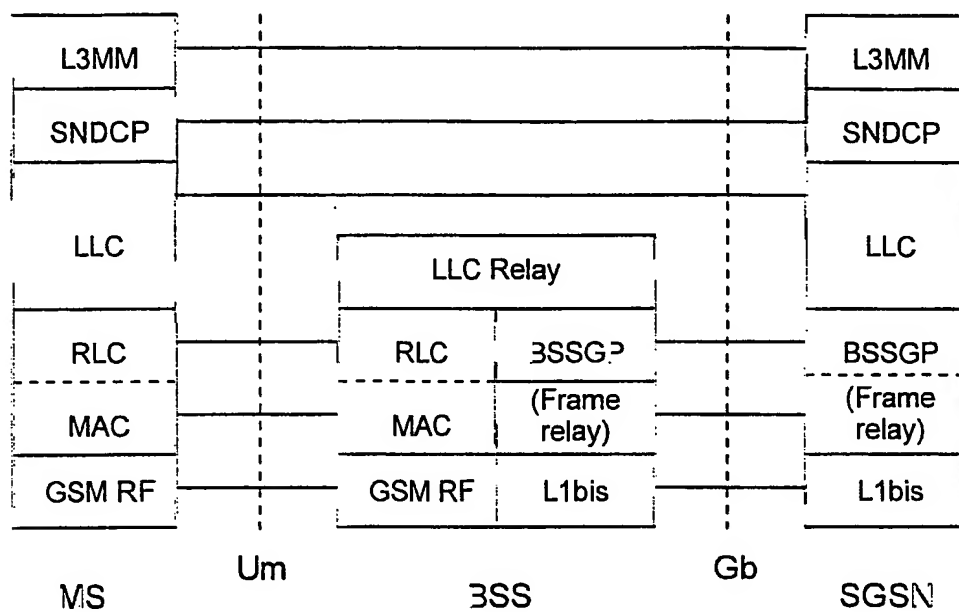 L3MM L3MM
SNDCP SNDCP
LLC LLC
LLC Relay
RLC RLC BSSGP BSSGP
MAC MAC (Frame relay) (Frame relay)
GSM RF GSM RF L1bis L1bis
Um Gb
MS BSS SGSN